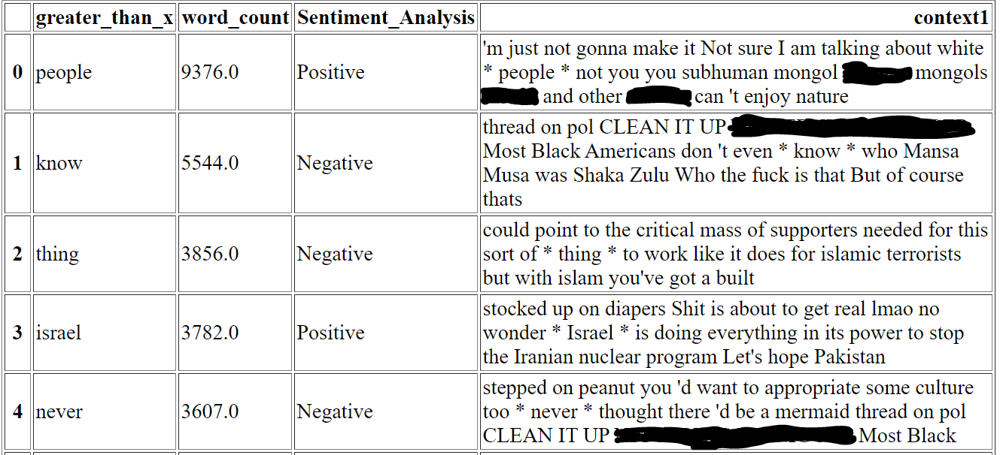 greater_than_x word_count Sentiment_Analysis context1
0 people 9376.0 Positive 'm just not gonna make it Not sure I am talking about white
* people * not you you subhuman mongol mongols
and other can 't enjoy nature
1 know 5544.0 Negative thread on pol CLEAN IT UP
Most Black Americans don 't even * know * who Mansa
Musa was Shaka Zulu Who the fuck is that But of course
thats
2 thing 3856.0 Negative could point to the critical mass of supporters needed for this
sort of * thing * to work like it does for islamic terrorists
but with islam you've got a built
3 israel 3782.0 Positive stocked up on diapers Shit is about to get real lmao no
wonder * Israel * is doing everything in its power to stop
the Iranian nuclear program Let's hope Pakistan
4 never 3607.0 Negative stepped on peanut you 'd want to appropriate some culture
too * never * thought there 'd be a mermaid thread on pol
CLEAN IT UP Most Black